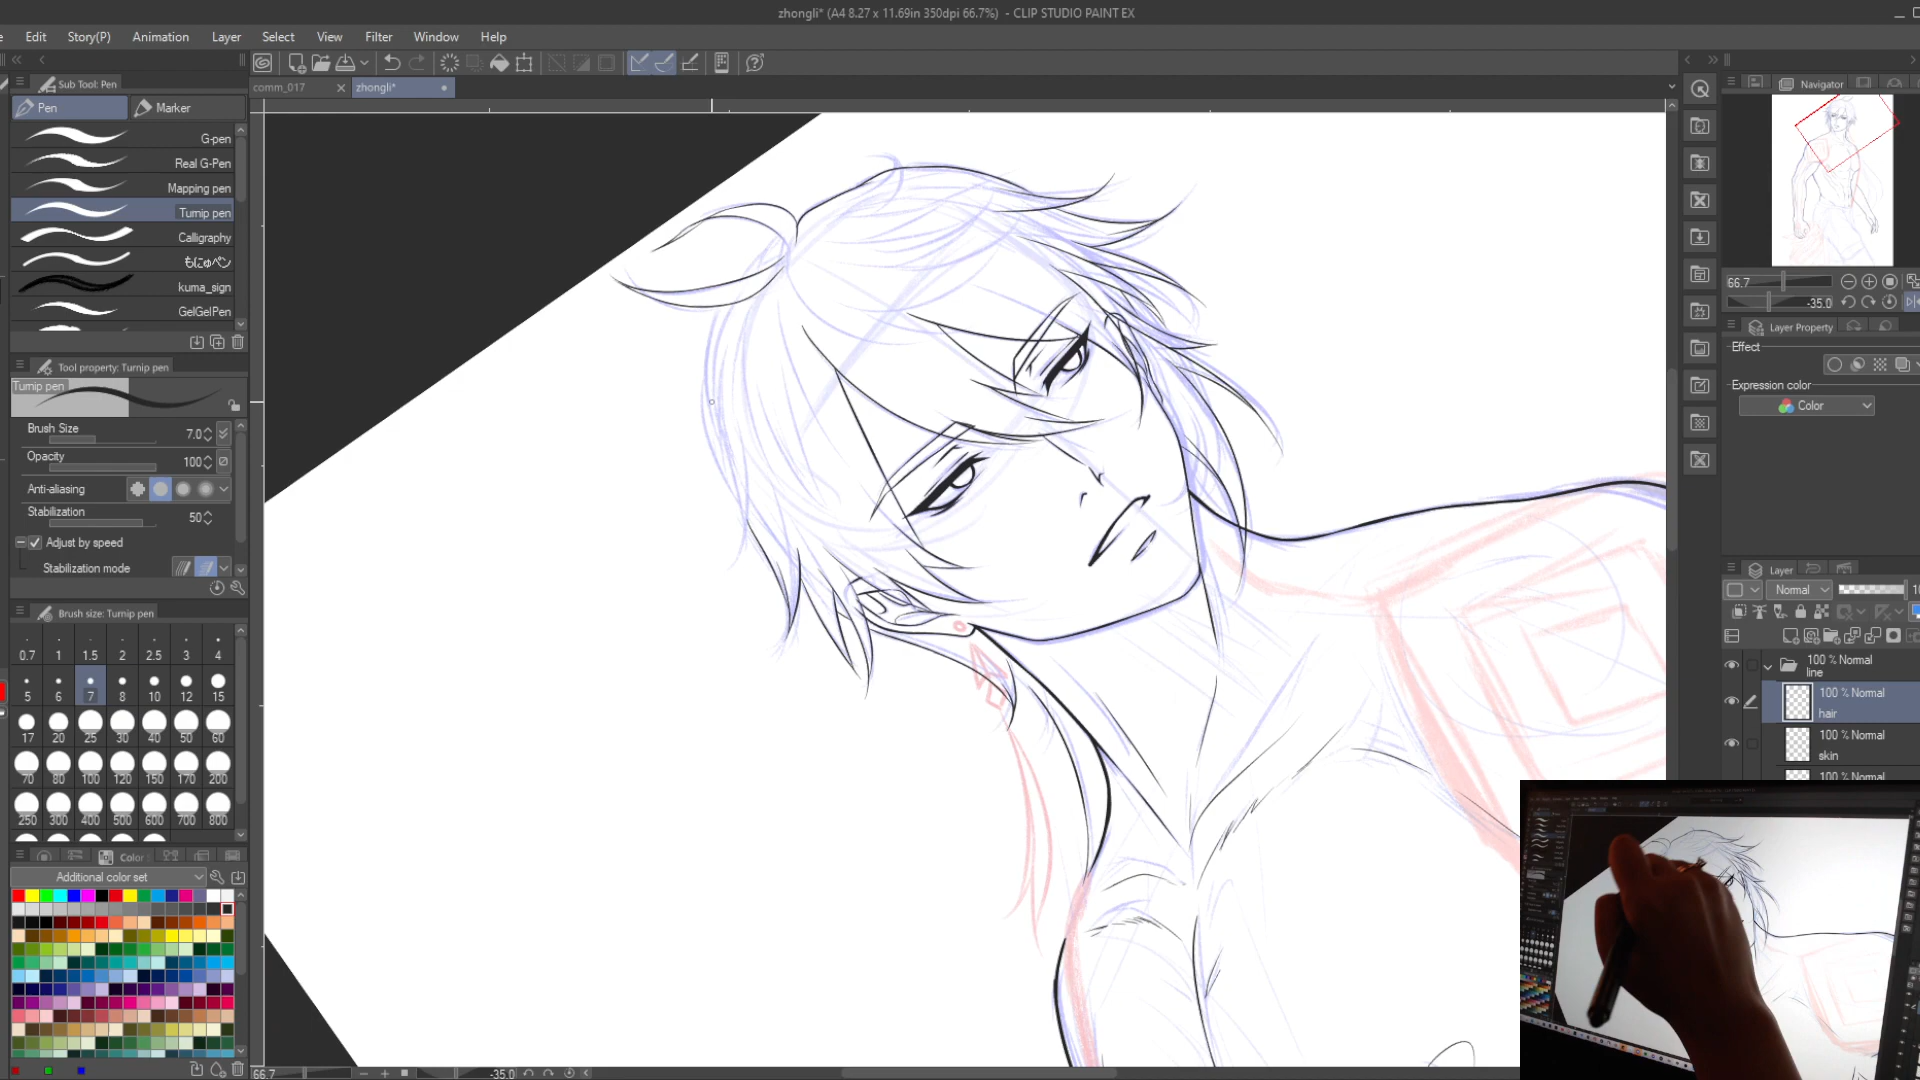 zhongli* (A4 8.27 x 11.69in 350dpi 66.7%) - CLIP STUDIO PAINT EX
e Edit Story(P) Animation Layer Select View Filter Window Help
Sub Tool: Pen
Pen Marker
G-pen
Real G-Pen
Mapping pen
Turnip pen
Calligraphy
もにゅペン
kuma_sign
GelGelPen
Tool property: Turnip pen
Turnip pen
Brush Size 7.0
Opacity 100
Anti-aliasing
Stabilization 50
Adjust by speed
Stabilization mode
Brush size: Turnip pen
0.7 1 1.5 2 2.5 3 4
5 6 7 8 10 12 15
17 20 25 30 40 50 60
70 80 100 120 150 170 200
250 300 400 500 600 700 800
Color
Additional color set
comm_017
zhongli*
66.7 -35.0
Navigator
66.7
-35.0
Layer Property
Effect
Expression color
Color
Layer
Normal 10
100 % Normal
line
100 % Normal
hair
100 % Normal
skin
100 % Normal